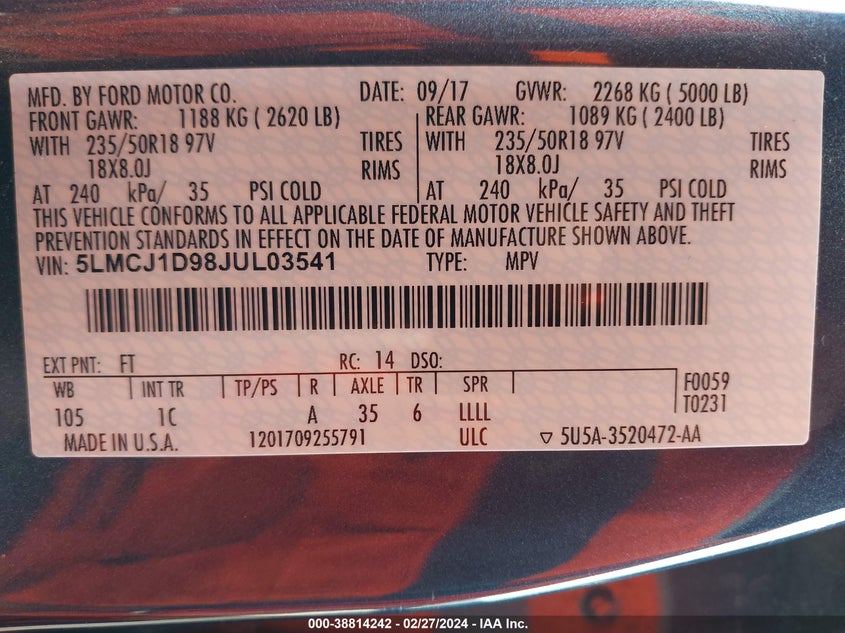 MFD. BY FORD MOTOR CO. DATE: 09/17 GVWR: 2268 KG ( 5000 LB)
FRONT GAWR: 1188 KG ( 2620 LB) REAR GAWR: 1089 KG ( 2400 LB)
WITH 235/50R18 97V TIRES WITH 235/50R18 97V TIRES
18X8.0J RIMS 18X8.0J RIMS
AT 240 kPa/ 35 PSI COLD AT 240 kPa/ 35 PSI COLD
THIS VEHICLE CONFORMS TO ALL APPLICABLE FEDERAL MOTOR VEHICLE SAFETY AND THEFT
PREVENTION STANDARDS IN EFFECT ON THE DATE OF MANUFACTURE SHOWN ABOVE.
VIN: 5LMCJ1D98JUL03541 TYPE: MPV
EXT PNT: FT RC: 14 DSO:
WB INT TR TP/PS R AXLE TR SPR F0059
105 1C A 35 6 LLLL T0231
MADE IN U.S.A. 1201709255791 ULC ▽ 5U5A-3520472-AA
000-38814242 - 02/27/2024 - IAA Inc.